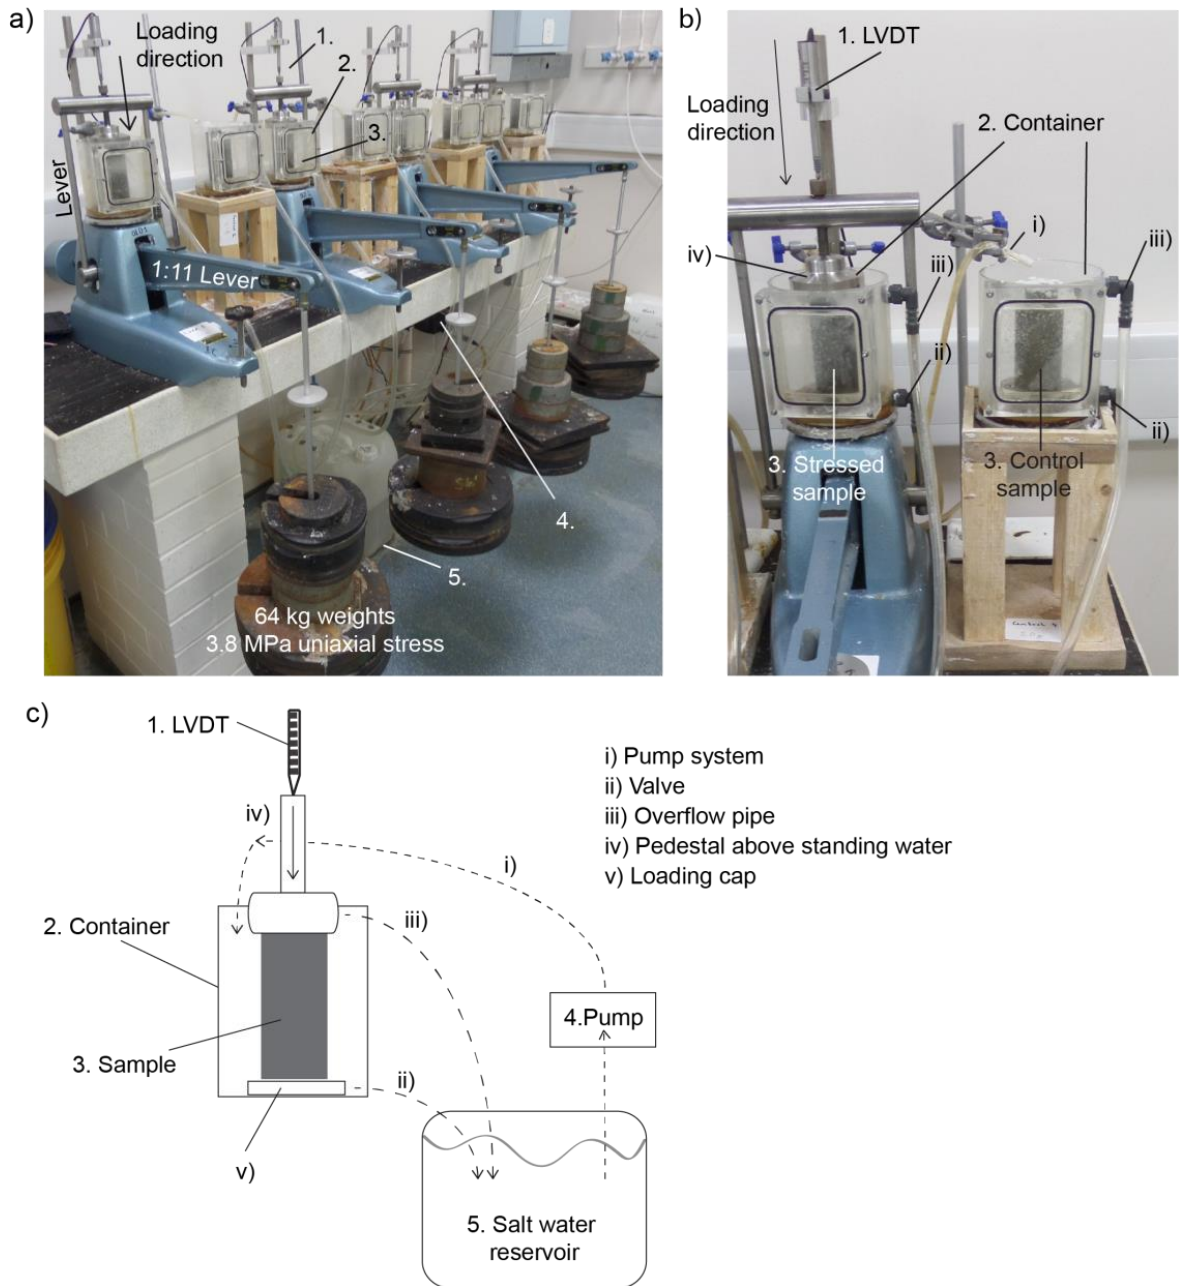 a)
Loading
direction
1.
2.
3.
Lever
1:11 Lever
4.
5.
64 kg weights
3.8 MPa uniaxial stress
b)
1. LVDT
Loading
direction
2. Container
i)
iii)
iv)
iii)
ii)
ii)
3. Stressed
sample
3. Control
sample
c)
1. LVDT
iv)
i)
iii)
2. Container
4.Pump
3. Sample
ii)
v)
5. Salt water
reservoir
i) Pump system
ii) Valve
iii) Overflow pipe
iv) Pedestal above standing water
v) Loading cap